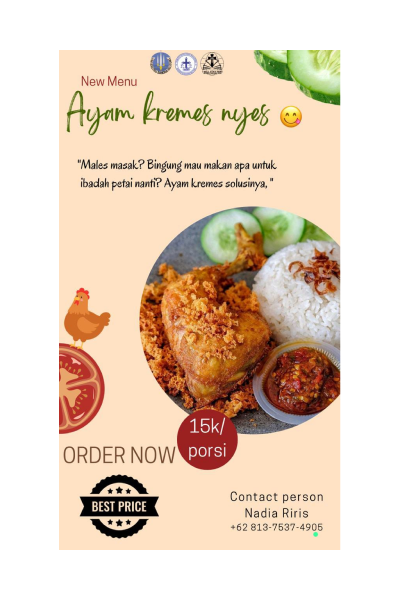 New Menu
Ayam kremes nyes
"Males masak? Bingung mau makan apa untuk
ibadah petai nanti? Ayam kremes solusinya, "
15k/
porsi
ORDER NOW
BEST PRICE
Contact person
Nadia Riris
+62 813-7537-4905